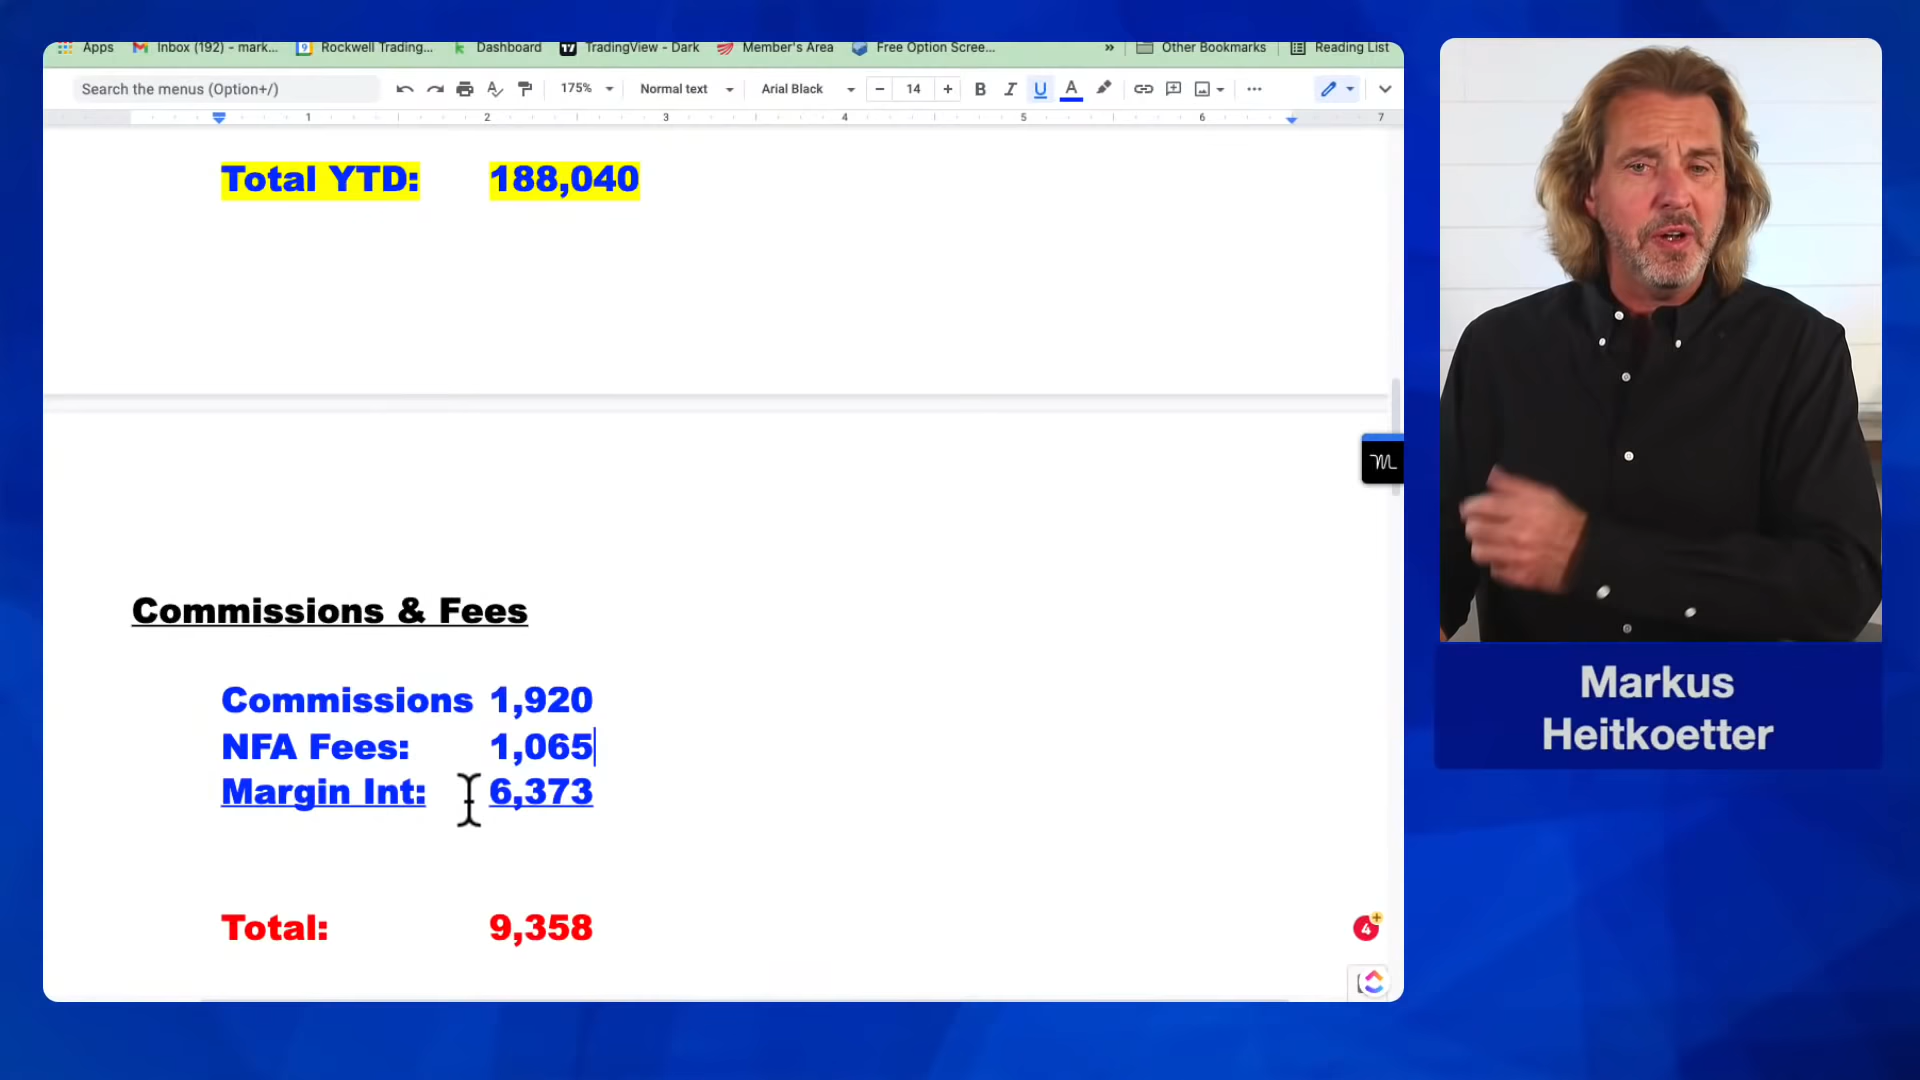 Apps Inbox (192) - mark... Rockwell Trading... Dashboard TradingView - Dark Member's Area Free Option Scree... » Other Bookmarks Reading List
Search the menus (Option+/) 175% Normal text Arial Black − 14 + B I U A ...
1 2 3 4 5 6 7
Total YTD: 188,040
Commissions & Fees
Commissions 1,920
NFA Fees: 1,065
Margin Int: 6,373
Total: 9,358
4
Markus
Heitkoetter